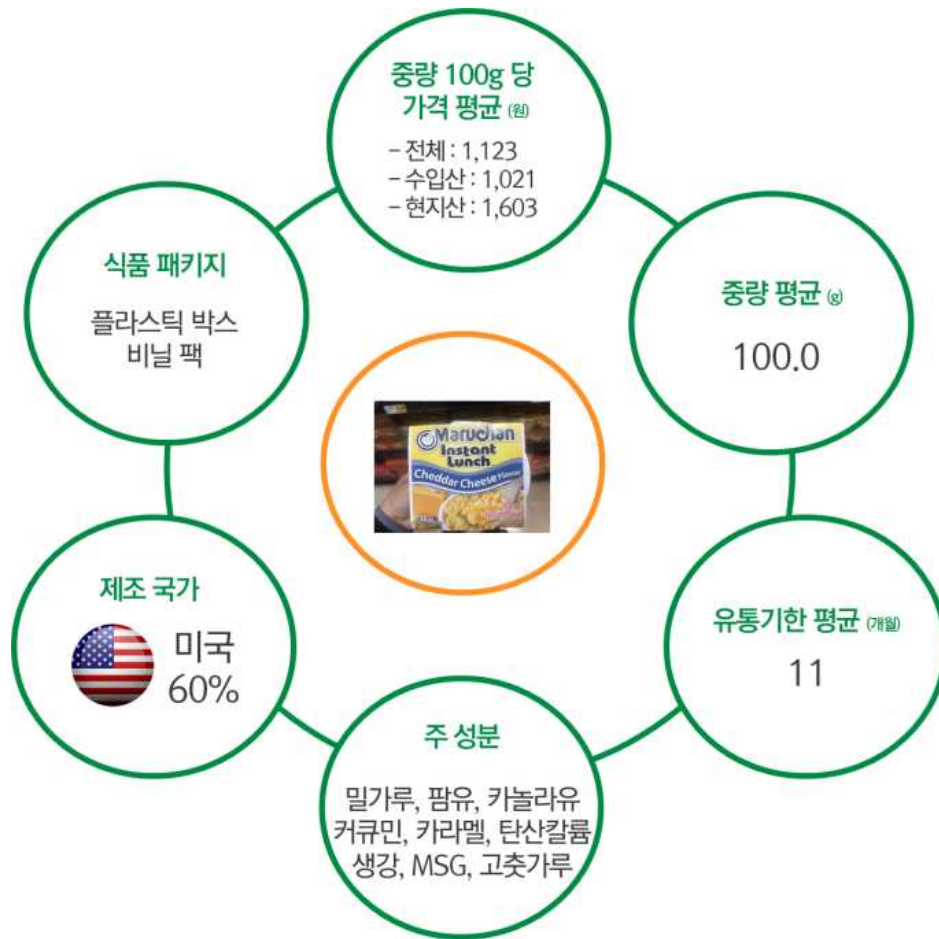 중량 100g 당
가격 평균 (원)
- 전체 : 1,123
- 수입산 : 1,021
- 현지산 : 1,603
식품 패키지
플라스틱 박스
비닐 팩
중량 평균 (g)
100.0
Maruchan
Instant
Lunch
Cheddar Cheese Flavour
제조 국가
미국
60%
유통기한 평균 (개월)
11
주 성분
밀가루, 팜유, 카놀라유
커큐민, 카라멜, 탄산칼륨
생강, MSG, 고춧가루